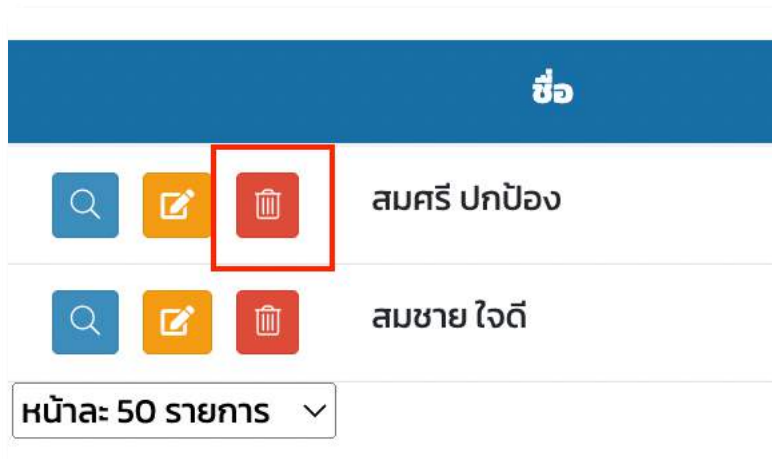 ชื่อ
สมศรี ปกป้อง
สมชาย ใจดี
หน้าละ 50 รายการ